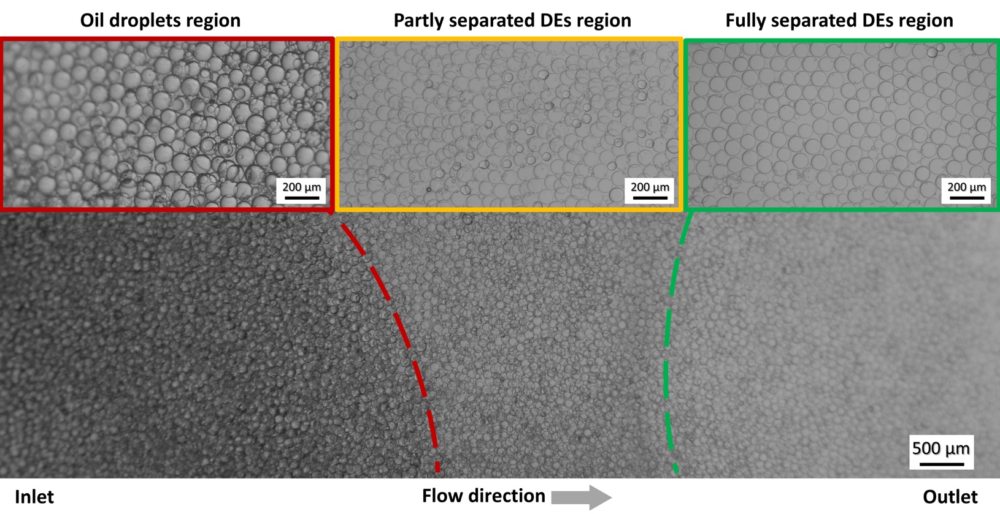 Oil droplets region
Partly separated DEs region
Fully separated DEs region
200 µm
200 µm
200 µm
500 µm
Inlet
Flow direction
Outlet